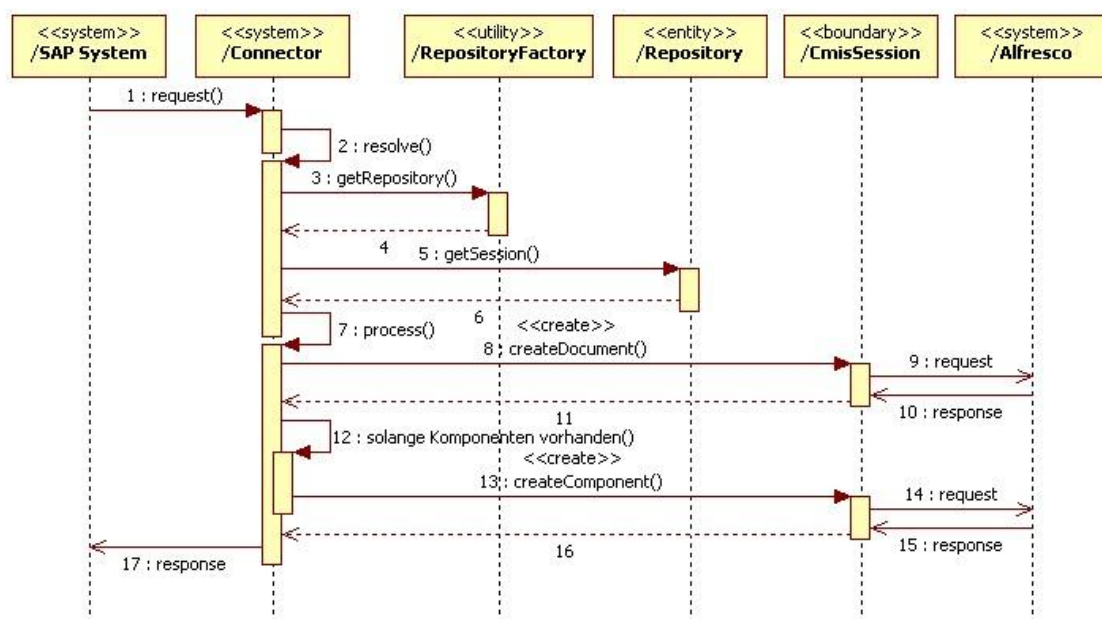 <<system>> <<system>> <<utility>> <<entity>> <<boundary>> <<system>>
/SAP System /Connector /RepositoryFactory /Repository /CmisSession /Alfresco
1 : request()
2 : resolve()
3 : getRepository()
4
5 : getSession()
6
<<create>>
7 : process()
8 : createDocument()
9 : request
10 : response
11
12 : solange Komponenten vorhanden()
<<create>>
13 : createComponent()
14 : request
15 : response
16
17 : response